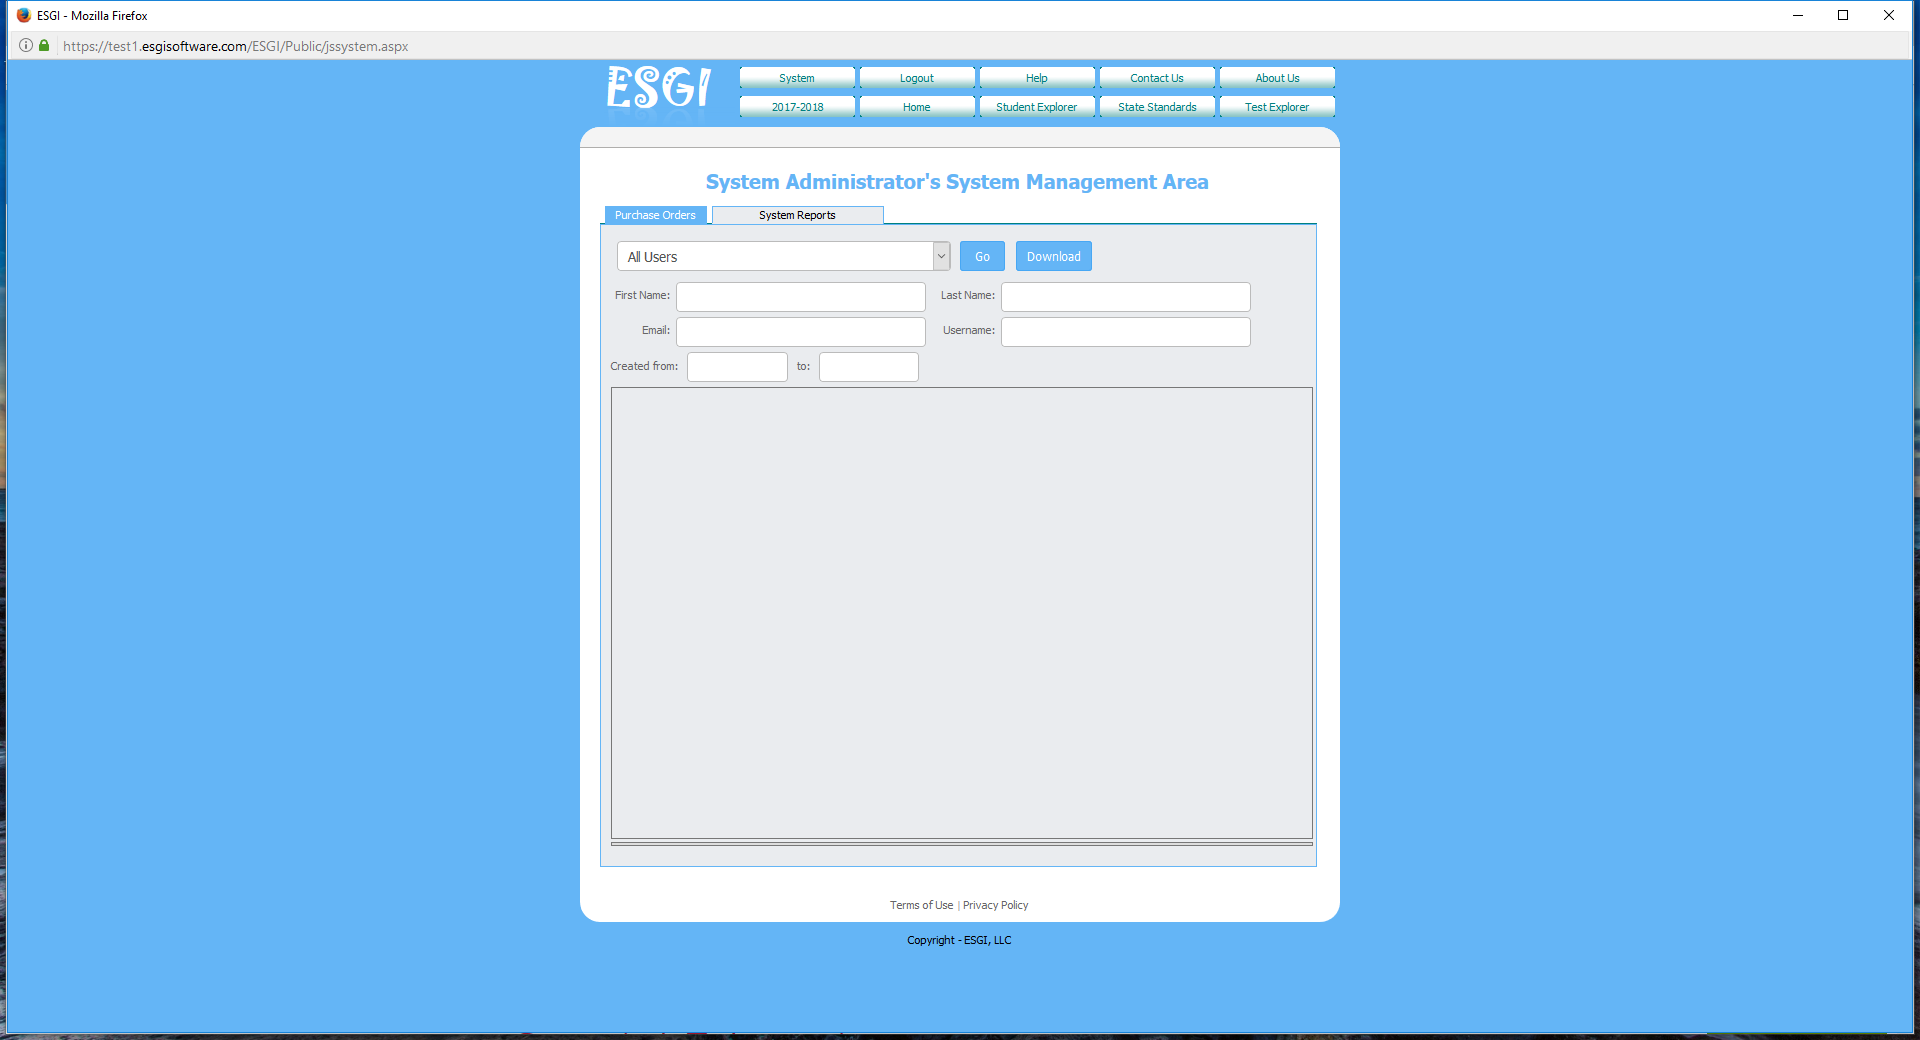 ESGI - Mozilla Firefox
https://test1.esgisoftware.com/ESGI/Public/jssystem.aspx
ESGI
System Logout Help Contact Us About Us
2017-2018 Home Student Explorer State Standards Test Explorer
System Administrator's System Management Area
Purchase Orders System Reports
All Users Go Download
First Name: Last Name:
Email: Username:
Created from: to:
Terms of Use | Privacy Policy
Copyright - ESGI, LLC